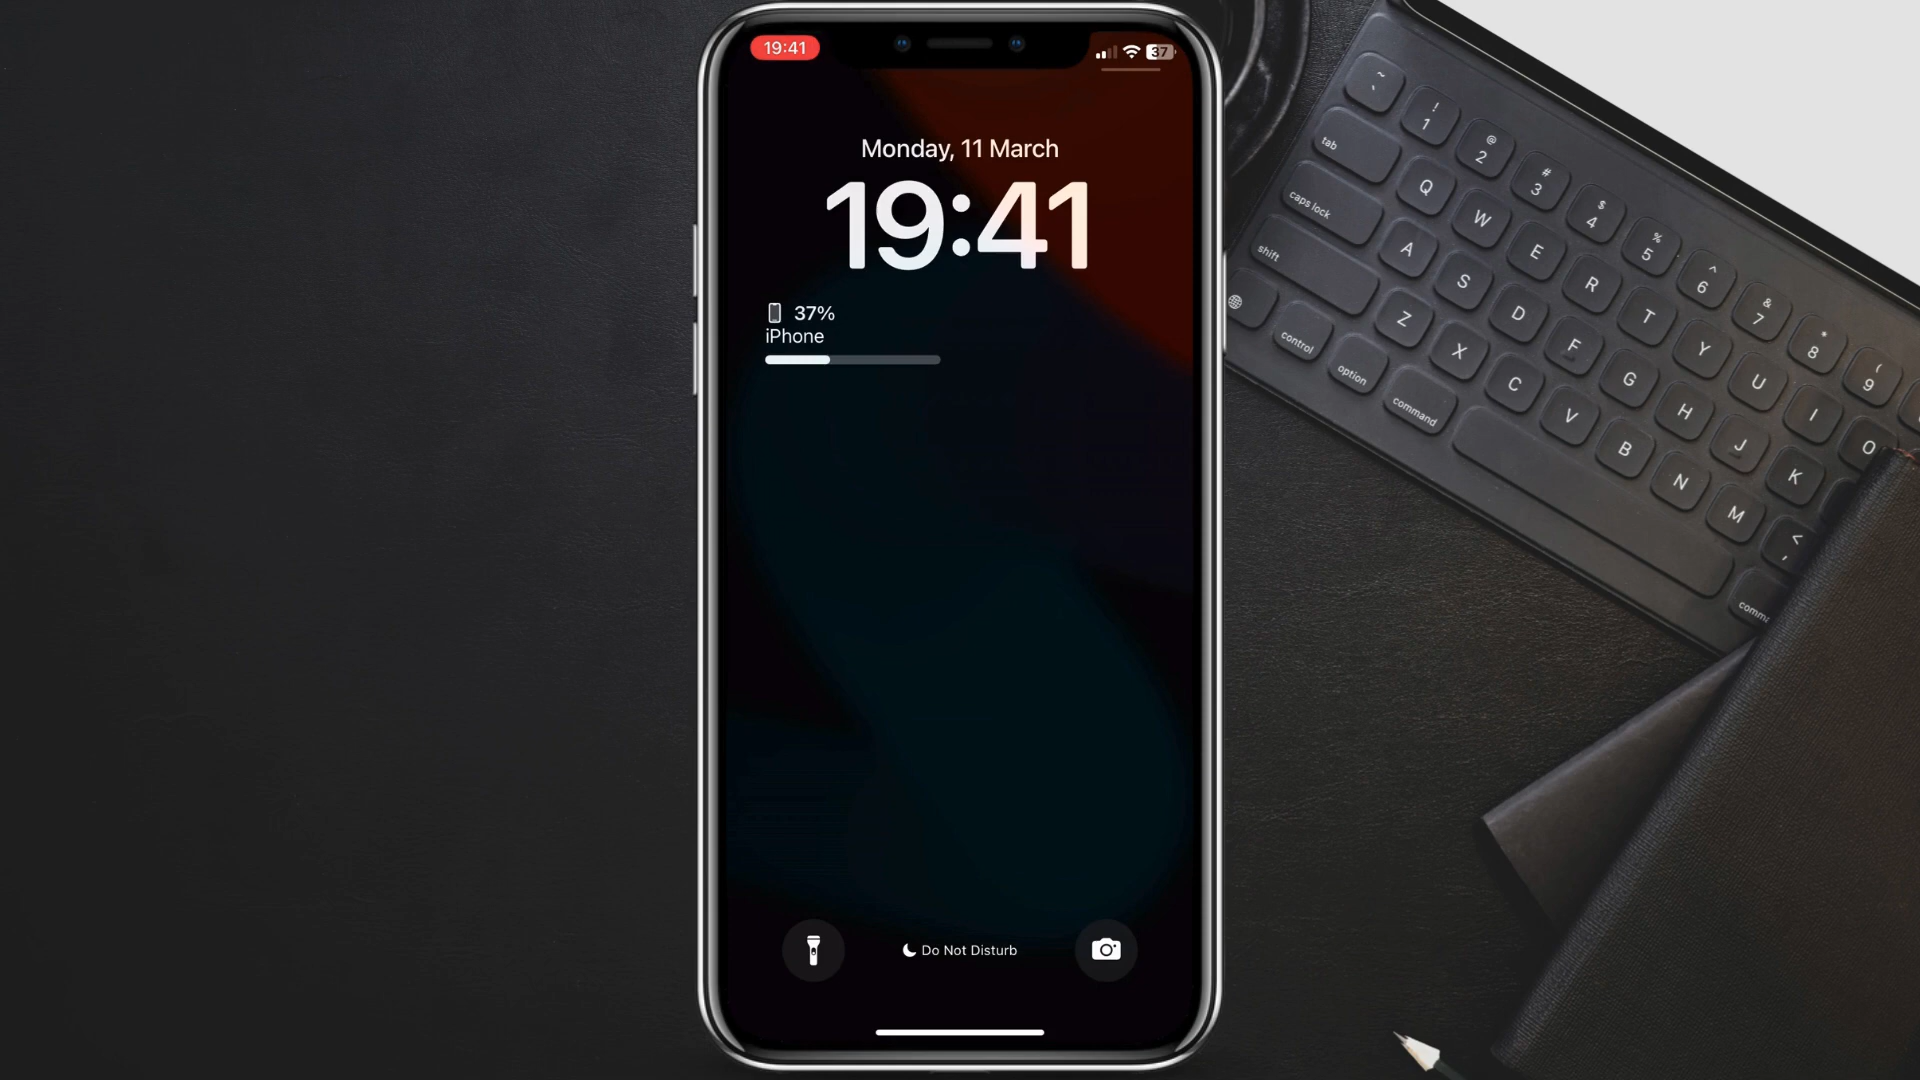 19:41
37
Monday, 11 March
19:41
37%
iPhone
Do Not Disturb
~
`
! 1
@ 2
# 3
$ 4
% 5
^ 6
& 7
* 8
( 9
tab
Q W E R T Y U I O
caps lock
A S D F G H J K
shift
Z X C V B N M < ,
control
option
command
comm